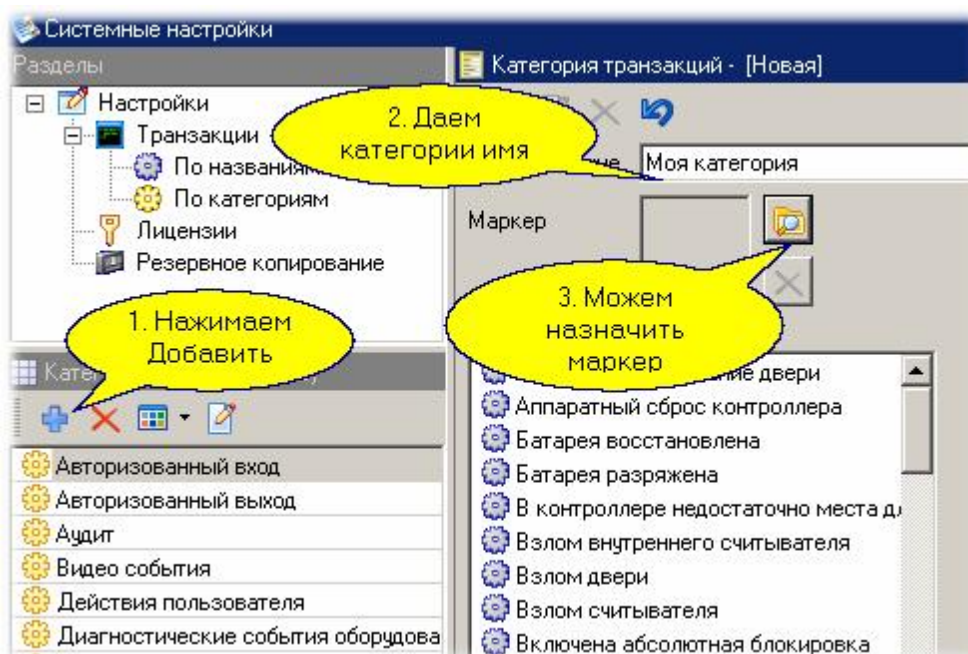 Системные настройки
Разделы
Настройки
Транзакции
По названиям
По категориям
Лицензии
Резервное копирование
1. Нажимаем
Добавить
Авторизованный вход
Авторизованный выход
Аудит
Видео события
Действия пользователя
Диагностические события оборудова
Категория транзакций - [Новая]
2. Даем
категории имя
Моя категория
Маркер
3. Можем
назначить
маркер
двери
Аппаратный сброс контроллера
Батарея восстановлена
Батарея разряжена
В контроллере недостаточно места д
Взлом внутреннего считывателя
Взлом двери
Взлом считывателя
Включена абсолютная блокировка